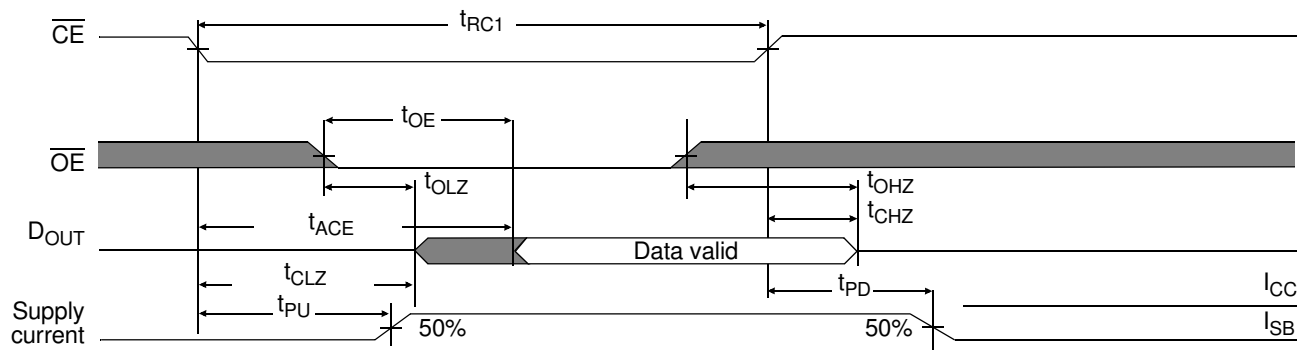 CE
tRC1
OE
tOE
tOLZ
tOHZ
tACE
tCHZ
DOUT
Data valid
tCLZ
tPD
ICC
tPU
Supply
current
50%
50%
ISB